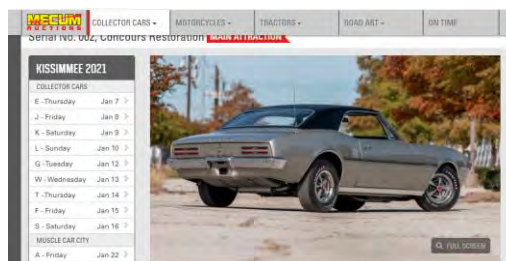 MECUM AUCTIONS
COLLECTOR CARS
MOTORCYCLES
TRACTORS
ROAD ART
ON TIME
Serial No. 002, Concours Restoration MAIN ATTRACTION
KISSIMMEE 2021
COLLECTOR CARS
E - Thursday Jan 7
J - Friday Jan 8
K - Saturday Jan 9
L - Sunday Jan 10
G - Tuesday Jan 12
W - Wednesday Jan 13
T - Thursday Jan 14
F - Friday Jan 15
S - Saturday Jan 16
MUSCLE CAR CITY
A - Friday Jan 22
FULL SCREEN